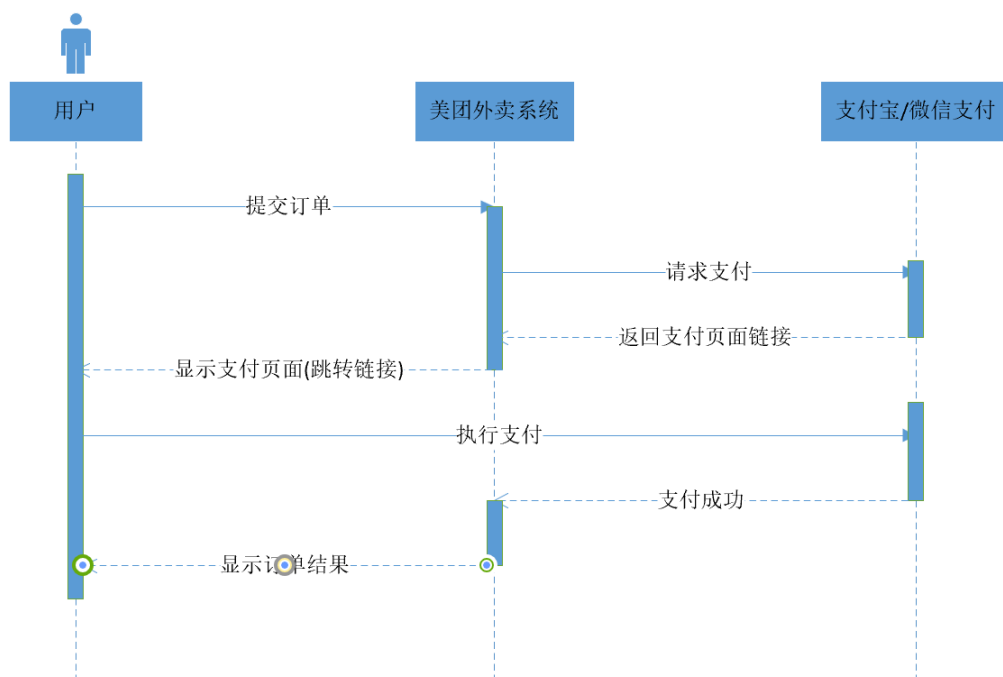 用户
美团外卖系统
支付宝/微信支付
提交订单
请求支付
返回支付页面链接
显示支付页面(跳转链接)
执行支付
支付成功
显示订单结果